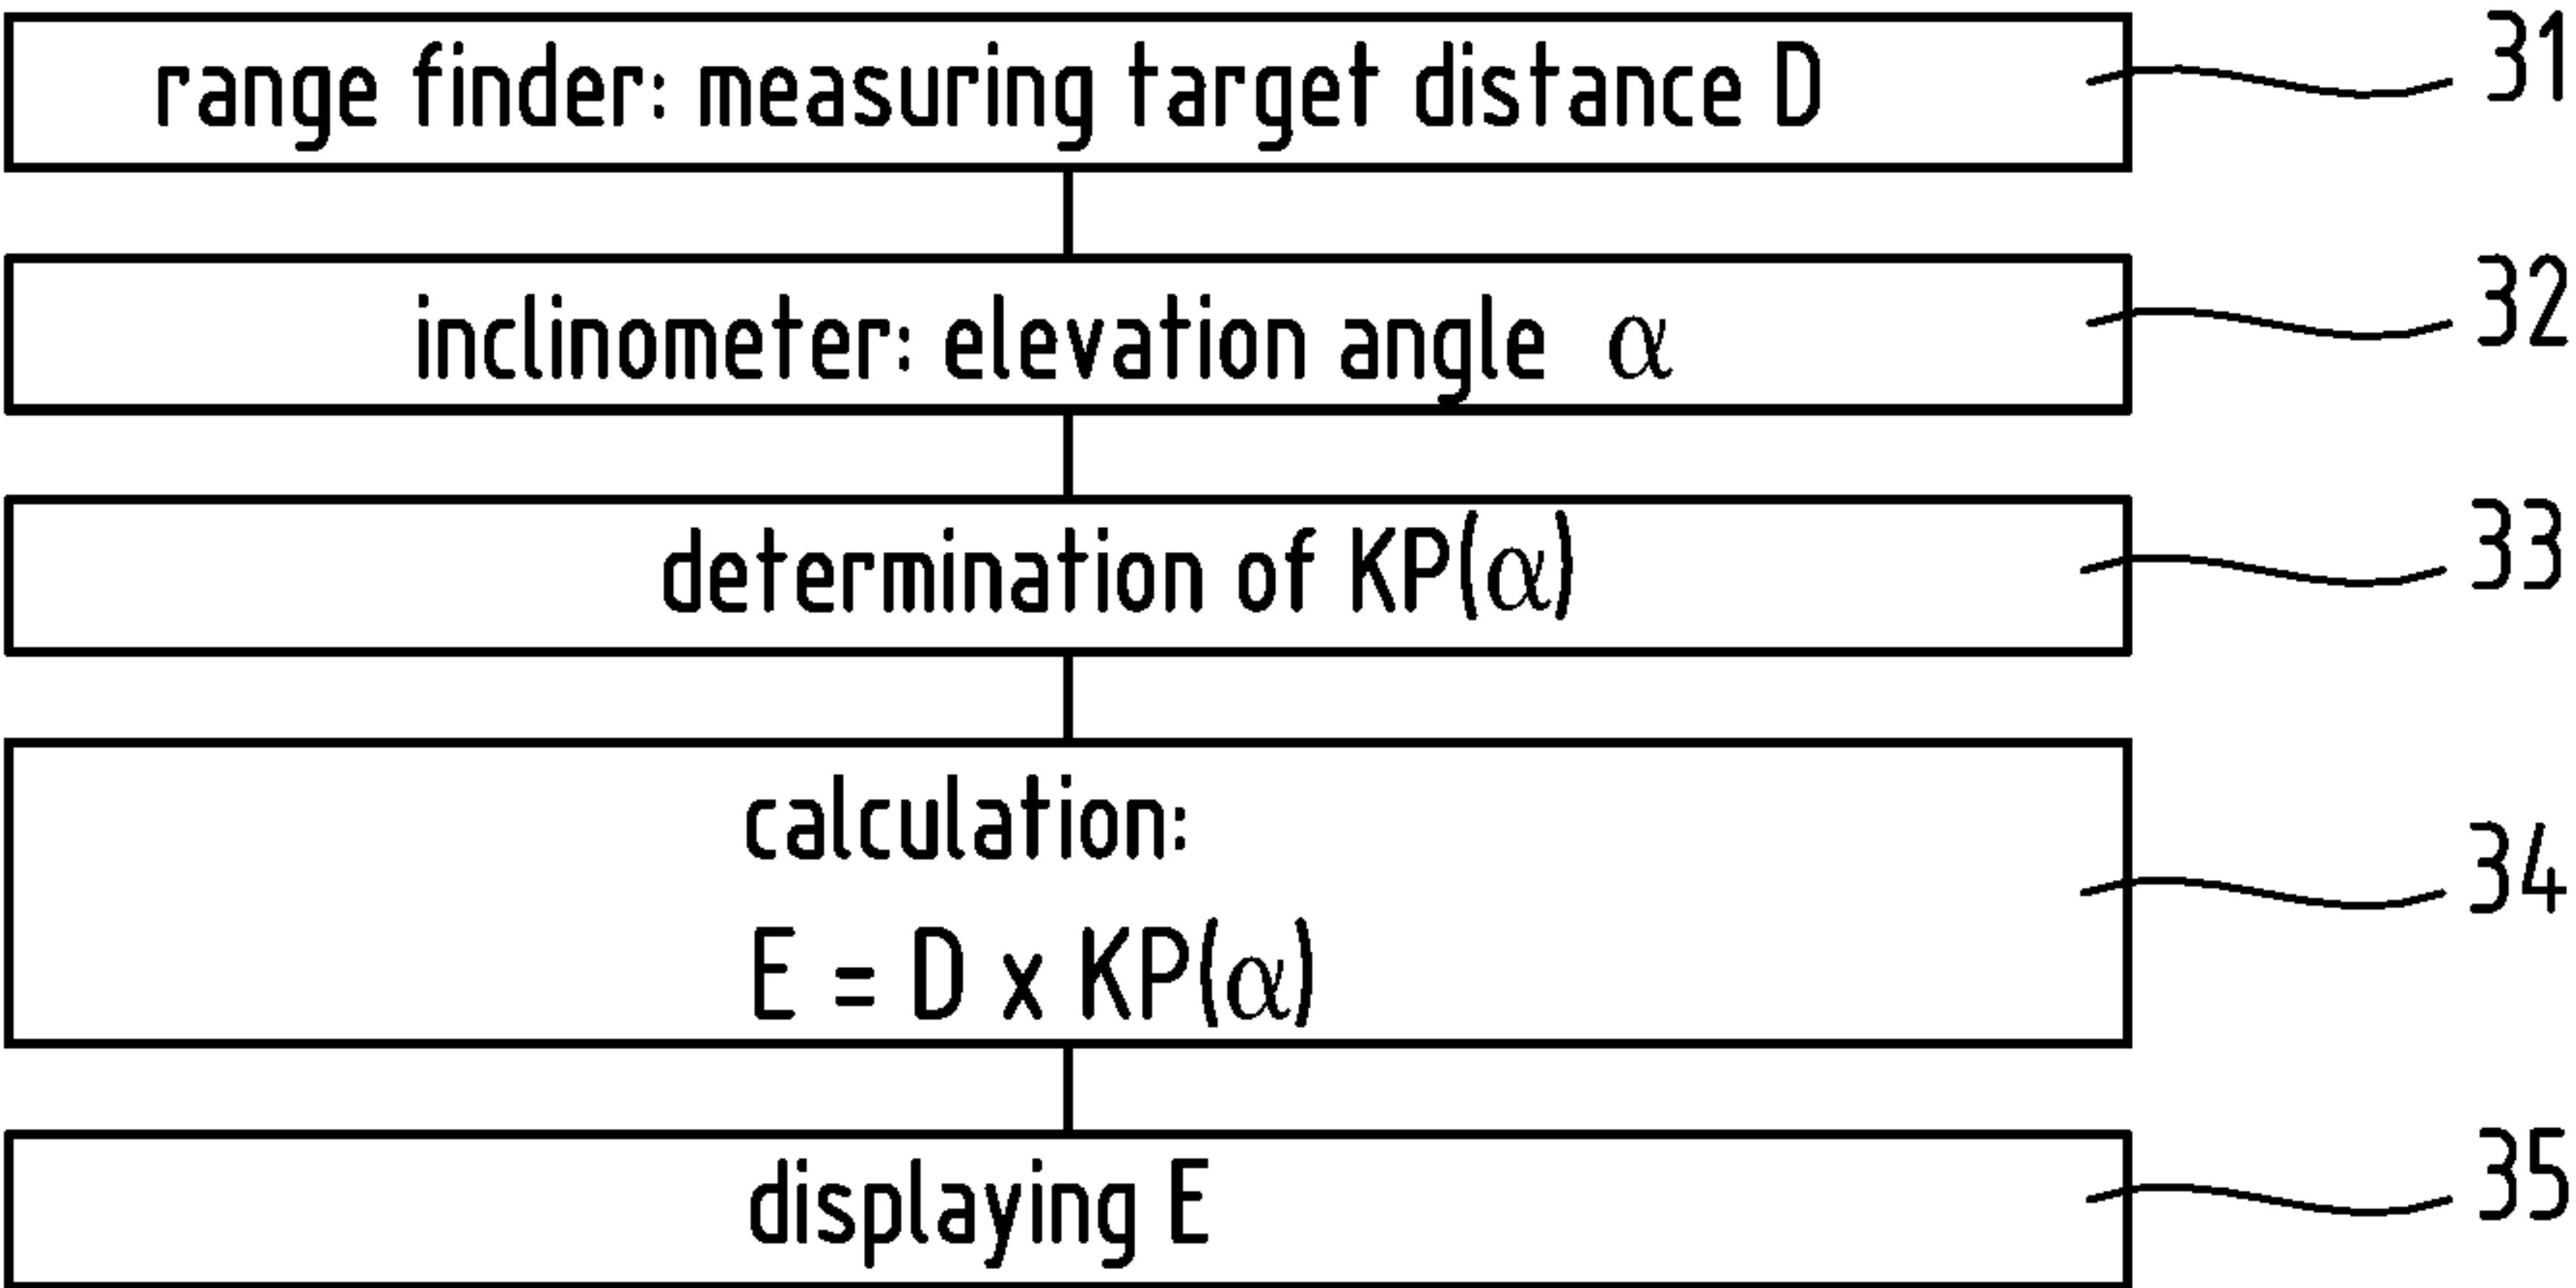 range finder: measuring target distance D
31
inclinometer: elevation angle α
32
determination of KP(α)
33
calculation:
E = D x KP(α)
34
displaying E
35